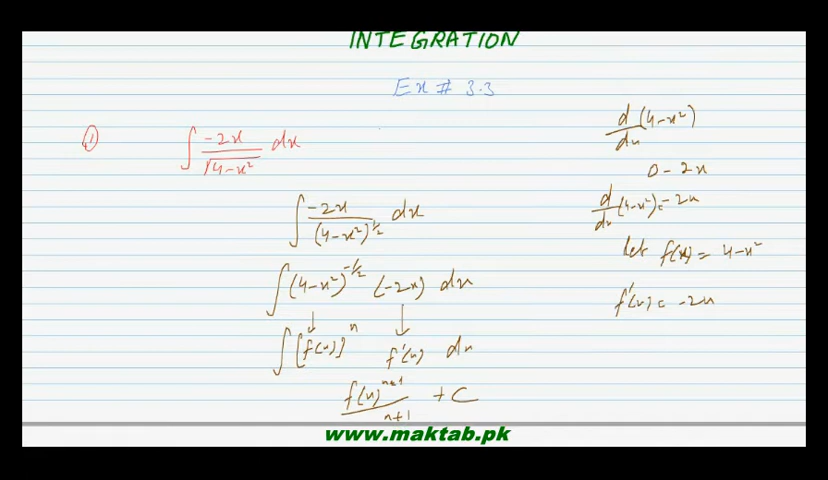 INTEGRATION
Ex # 3.3
① ∫ -2x / √(4-x²) dx
∫ -2x / (4-x²)^½ dx
∫ (4-x²)^-½ (-2x) dx
∫ [f(x)]^n f'(x) dx
f(x)^n+1 / n+1 + C
d/dx (4-x²)
0 - 2x
d/dx (4-x²) = -2x
let f(x) = 4-x²
f'(x) = -2x
www.maktab.pk